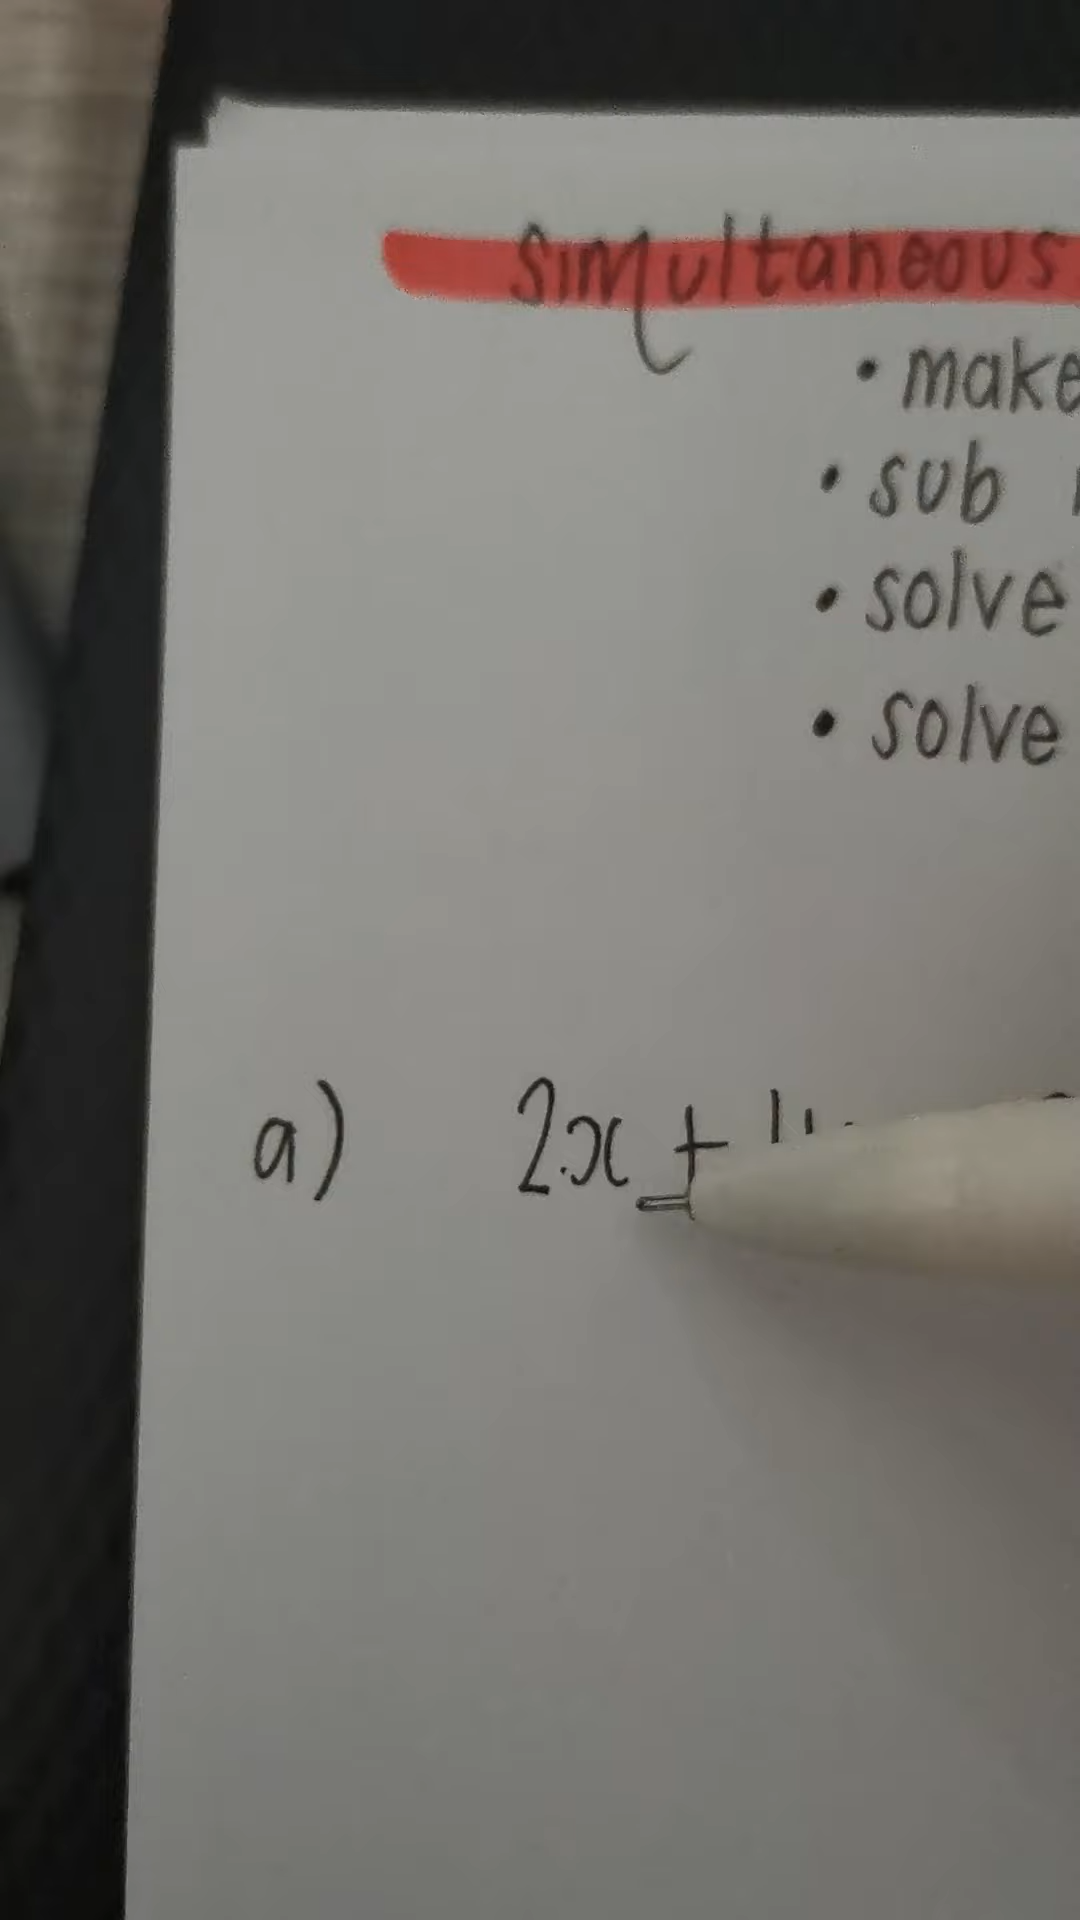 simultaneous
• make
• sub
• solve
• solve
a) 2x +